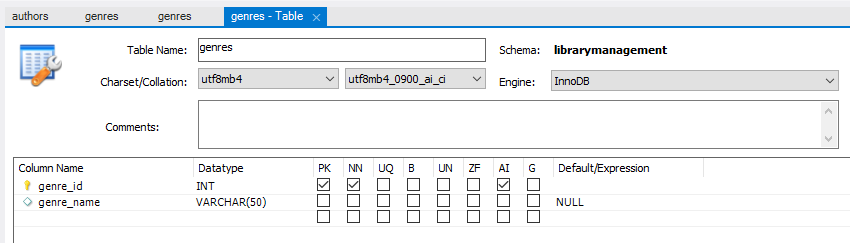 authors genres genres genres - Table ×
Table Name: genres Schema: librarymanagement
Charset/Collation: utf8mb4 utf8mb4_0900_ai_ci Engine: InnoDB
Comments:
Column Name Datatype PK NN UQ B UN ZF AI G Default/Expression
genre_id INT
genre_name VARCHAR(50) NULL